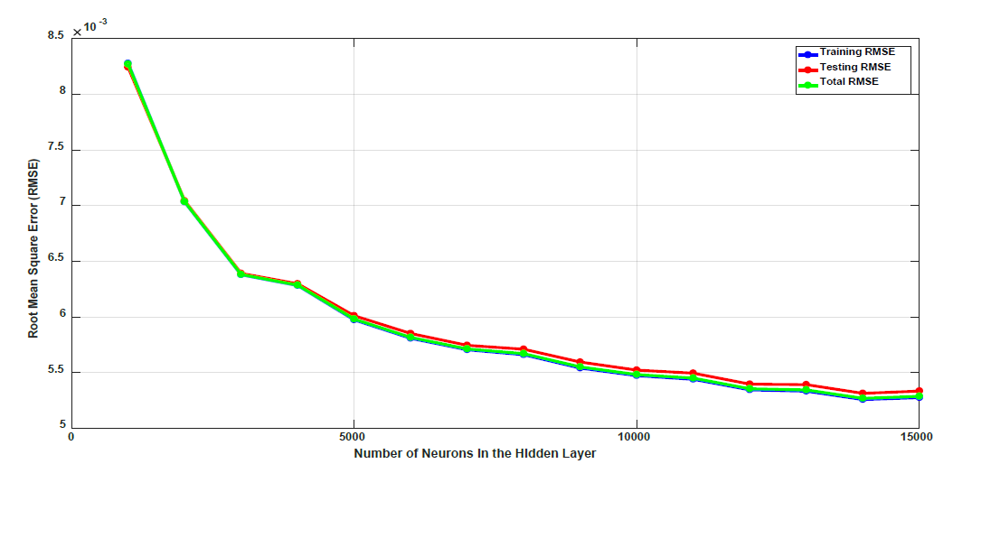 8.5
×10 -3
Training RMSE
Testing RMSE
Total RMSE
8
7.5
7
6.5
6
5.5
5
Root Mean Square Error (RMSE)
0 5000 10000 15000
Number of Neurons In the Hidden Layer